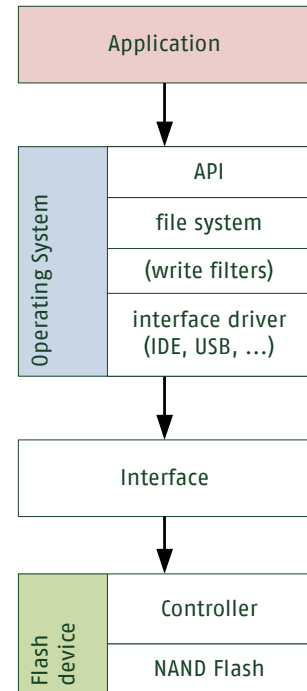 Application
Operating System
API
file system
(write filters)
interface driver
(IDE, USB, ...)
Interface
Flash
device
Controller
NAND Flash